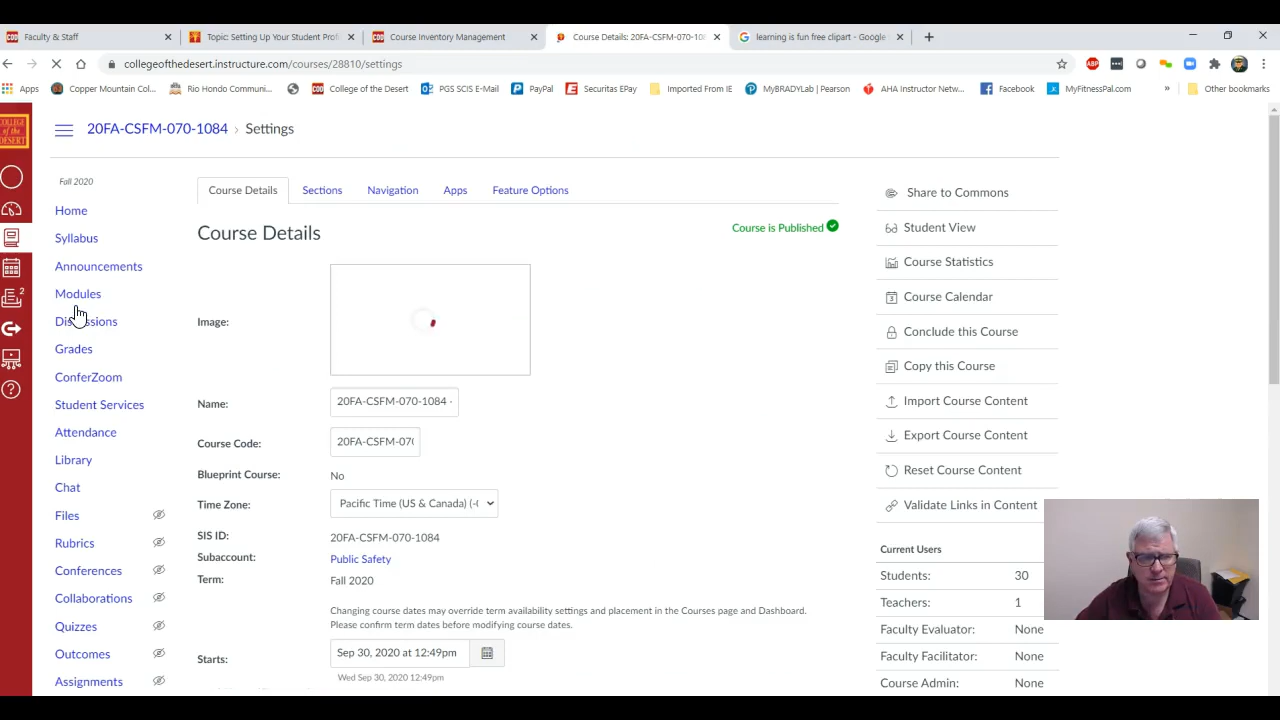 Faculty & Staff
Topic: Setting Up Your Student Prof
Course Inventory Management
Course Details: 20FA-CSFM-070-10
learning is fun free clipart - Google
collegeofthedesert.instructure.com/courses/28810/settings
Apps
Copper Mountain Col...
Rio Hondo Communi...
College of the Desert
PGS SCIS E-Mail
PayPal
Securitas EPay
Imported From IE
MyBRADYLab | Pearson
AHA Instructor Netw...
Facebook
MyFitnessPal.com
»
Other bookmarks
COLLEGE
of the
DESERT
20FA-CSFM-070-1084 › Settings
Fall 2020
Home
Syllabus
Announcements
Modules
Discussions
Grades
ConferZoom
Student Services
Attendance
Library
Chat
Files
Rubrics
Conferences
Collaborations
Quizzes
Outcomes
Assignments
2
Course Details
Sections
Navigation
Apps
Feature Options
Course Details
Course is Published
Image:
Name:
20FA-CSFM-070-1084 -
Course Code:
20FA-CSFM-070
Blueprint Course:
No
Time Zone:
Pacific Time (US & Canada) (-
SIS ID:
20FA-CSFM-070-1084
Subaccount:
Public Safety
Term:
Fall 2020
Changing course dates may override term availability settings and placement in the Courses page and Dashboard.
Please confirm term dates before modifying course dates.
Starts:
Sep 30, 2020 at 12:49pm
Wed Sep 30, 2020 12:49pm
Share to Commons
Student View
Course Statistics
Course Calendar
Conclude this Course
Copy this Course
Import Course Content
Export Course Content
Reset Course Content
Validate Links in Content
Current Users
Students: 30
Teachers: 1
Faculty Evaluator: None
Faculty Facilitator: None
Course Admin: None